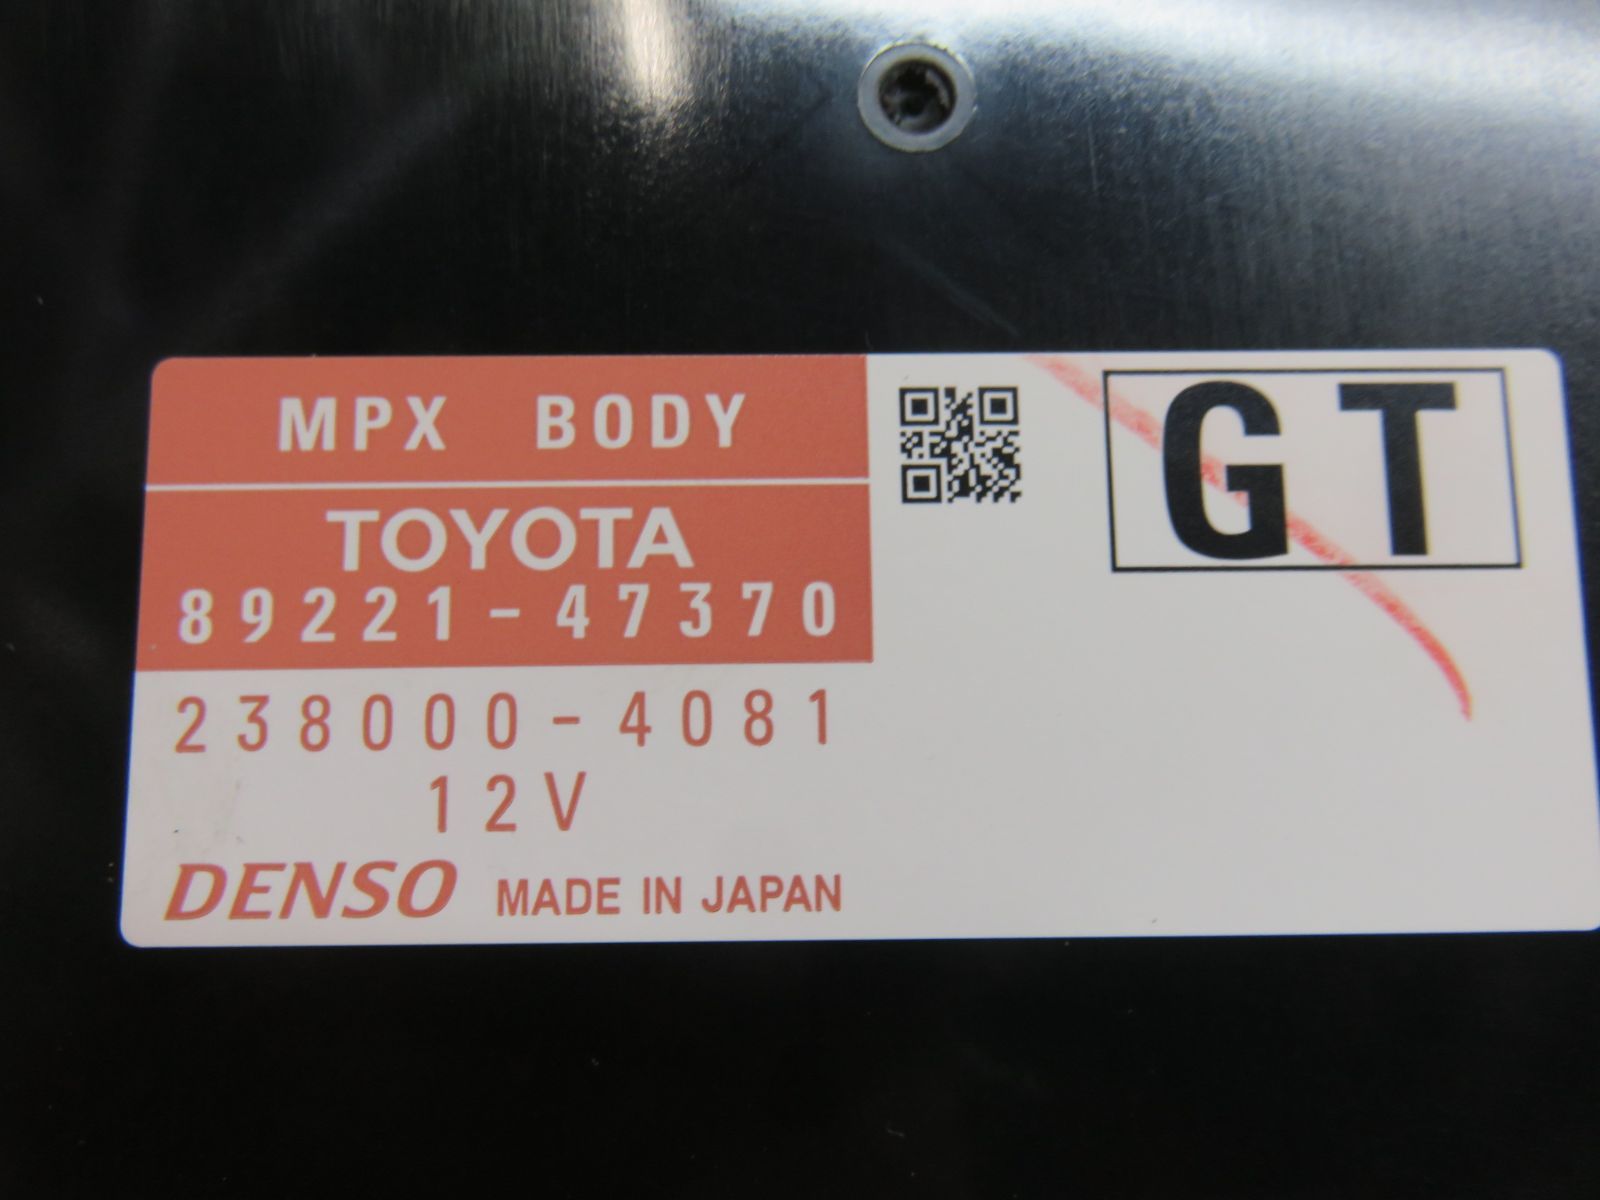 MPX BODY
TOYOTA
89221-47370
238000-4081
12V
DENSO MADE IN JAPAN
GT